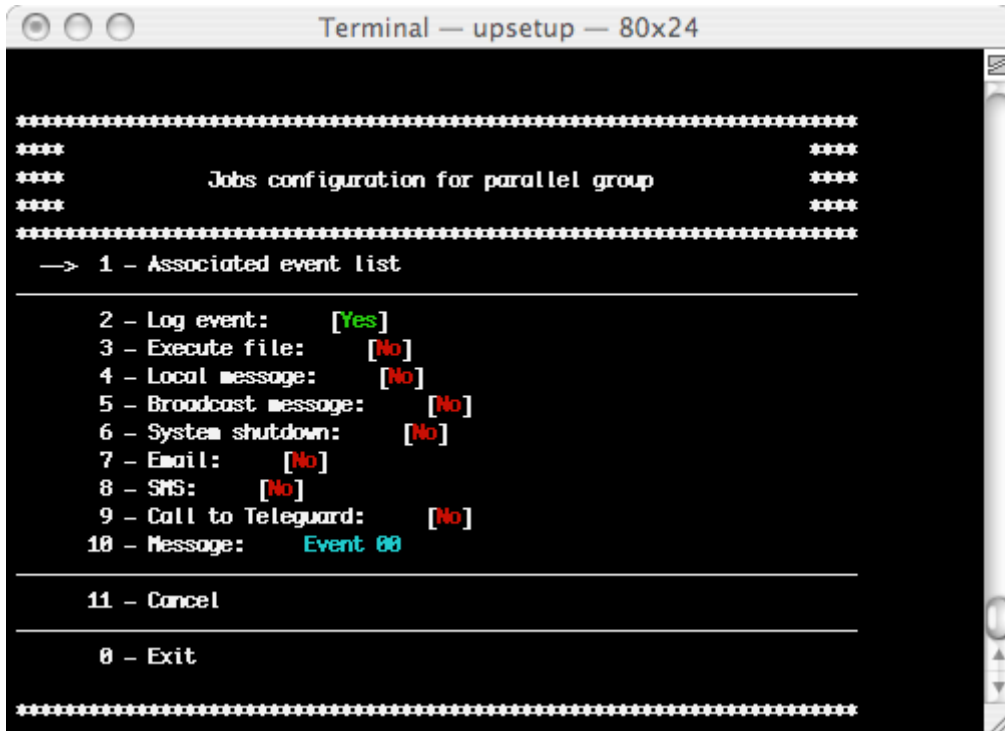 Terminal — upsetup — 80x24
**********************************************************************
**** ****
**** Jobs configuration for parallel group ****
**** ****
**********************************************************************
—> 1 – Associated event list
2 – Log event: [Yes]
3 – Execute file: [No]
4 – Local message: [No]
5 – Broadcast message: [No]
6 – System shutdown: [No]
7 – Email: [No]
8 – SMS: [No]
9 – Call to Teleguard: [No]
10 – Message: Event 00
11 – Cancel
0 – Exit
**********************************************************************